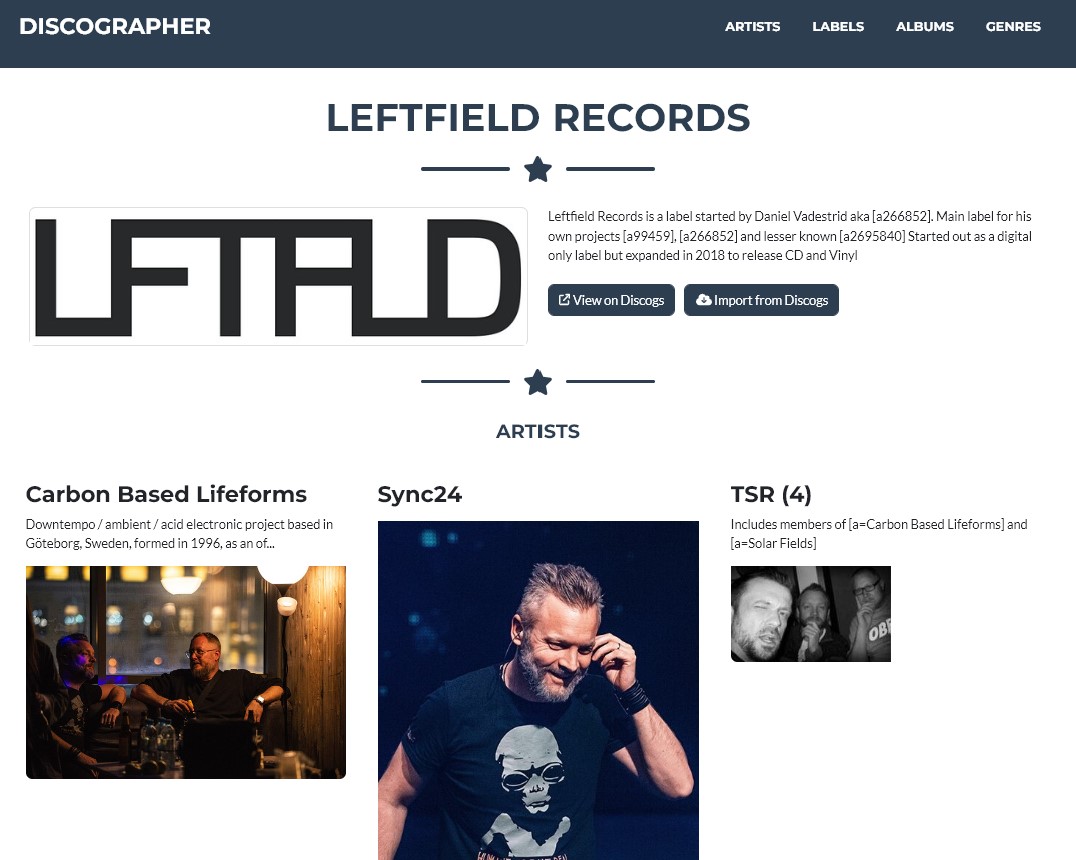 DISCOGRAPHER
ARTISTS LABELS ALBUMS GENRES
LEFTFIELD RECORDS
LFTFLD
Leftfield Records is a label started by Daniel Vadestrid aka [a266852]. Main label for his
own projects [a99459], [a266852] and lesser known [a2695840] Started out as a digital
only label but expanded in 2018 to release CD and Vinyl
View on Discogs
Import from Discogs
ARTISTS
Carbon Based Lifeforms
Downtempo / ambient / acid electronic project based in
Göteborg, Sweden, formed in 1996, as an of...
Sync24
TSR (4)
Includes members of [a=Carbon Based Lifeforms] and
[a=Solar Fields]